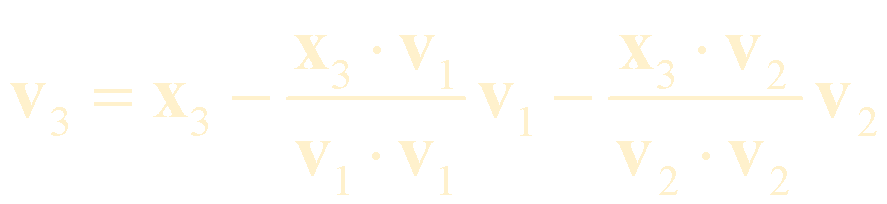 v₃ = x₃ − (x₃ · v₁)/(v₁ · v₁) v₁ − (x₃ · v₂)/(v₂ · v₂) v₂